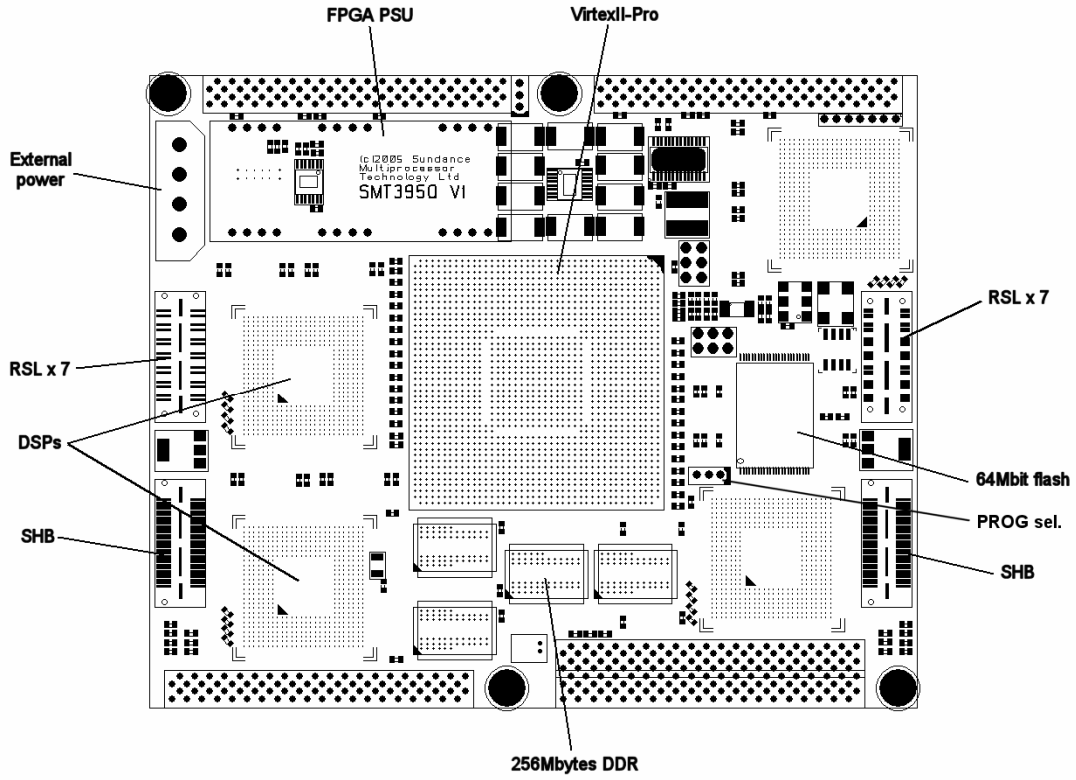 FPGA PSU
VirtexII-Pro
External
power
(c)2005 Sundance
Multiprocessor
Technology Ltd
SMT395Q V1
RSL x 7
RSL x 7
DSPs
64Mbit flash
PROG sel.
SHB
SHB
256Mbytes DDR